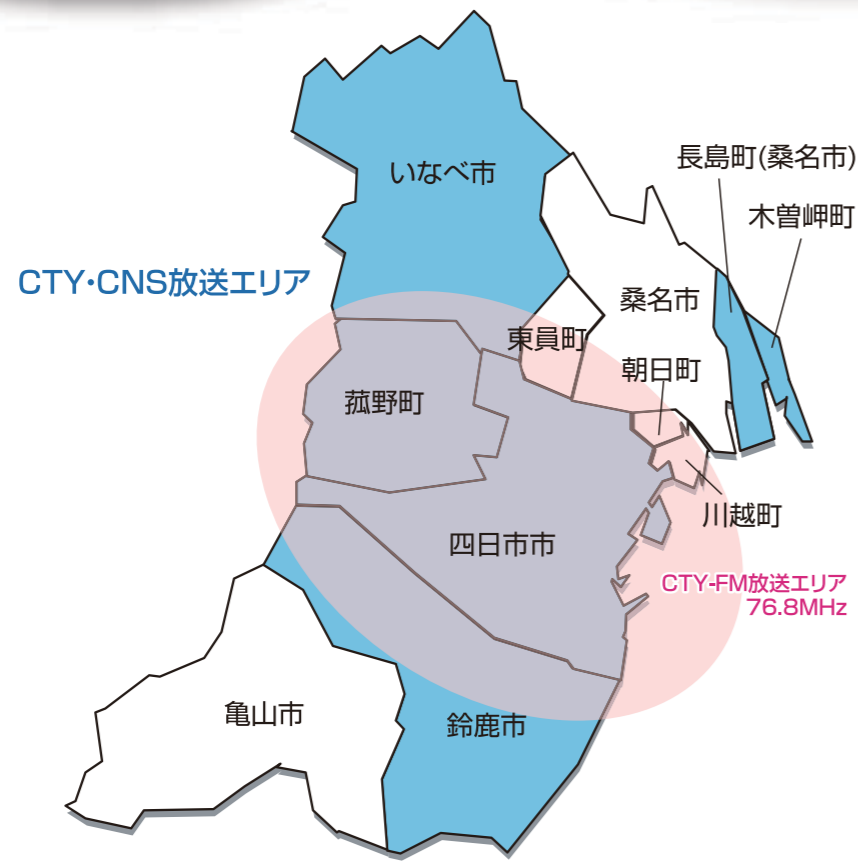 長島町(桑名市)
いなべ市
木曽岬町
CTY・CNS放送エリア
桑名市
東員町
朝日町
菰野町
川越町
四日市市
CTY-FM放送エリア
76.8MHz
亀山市
鈴鹿市